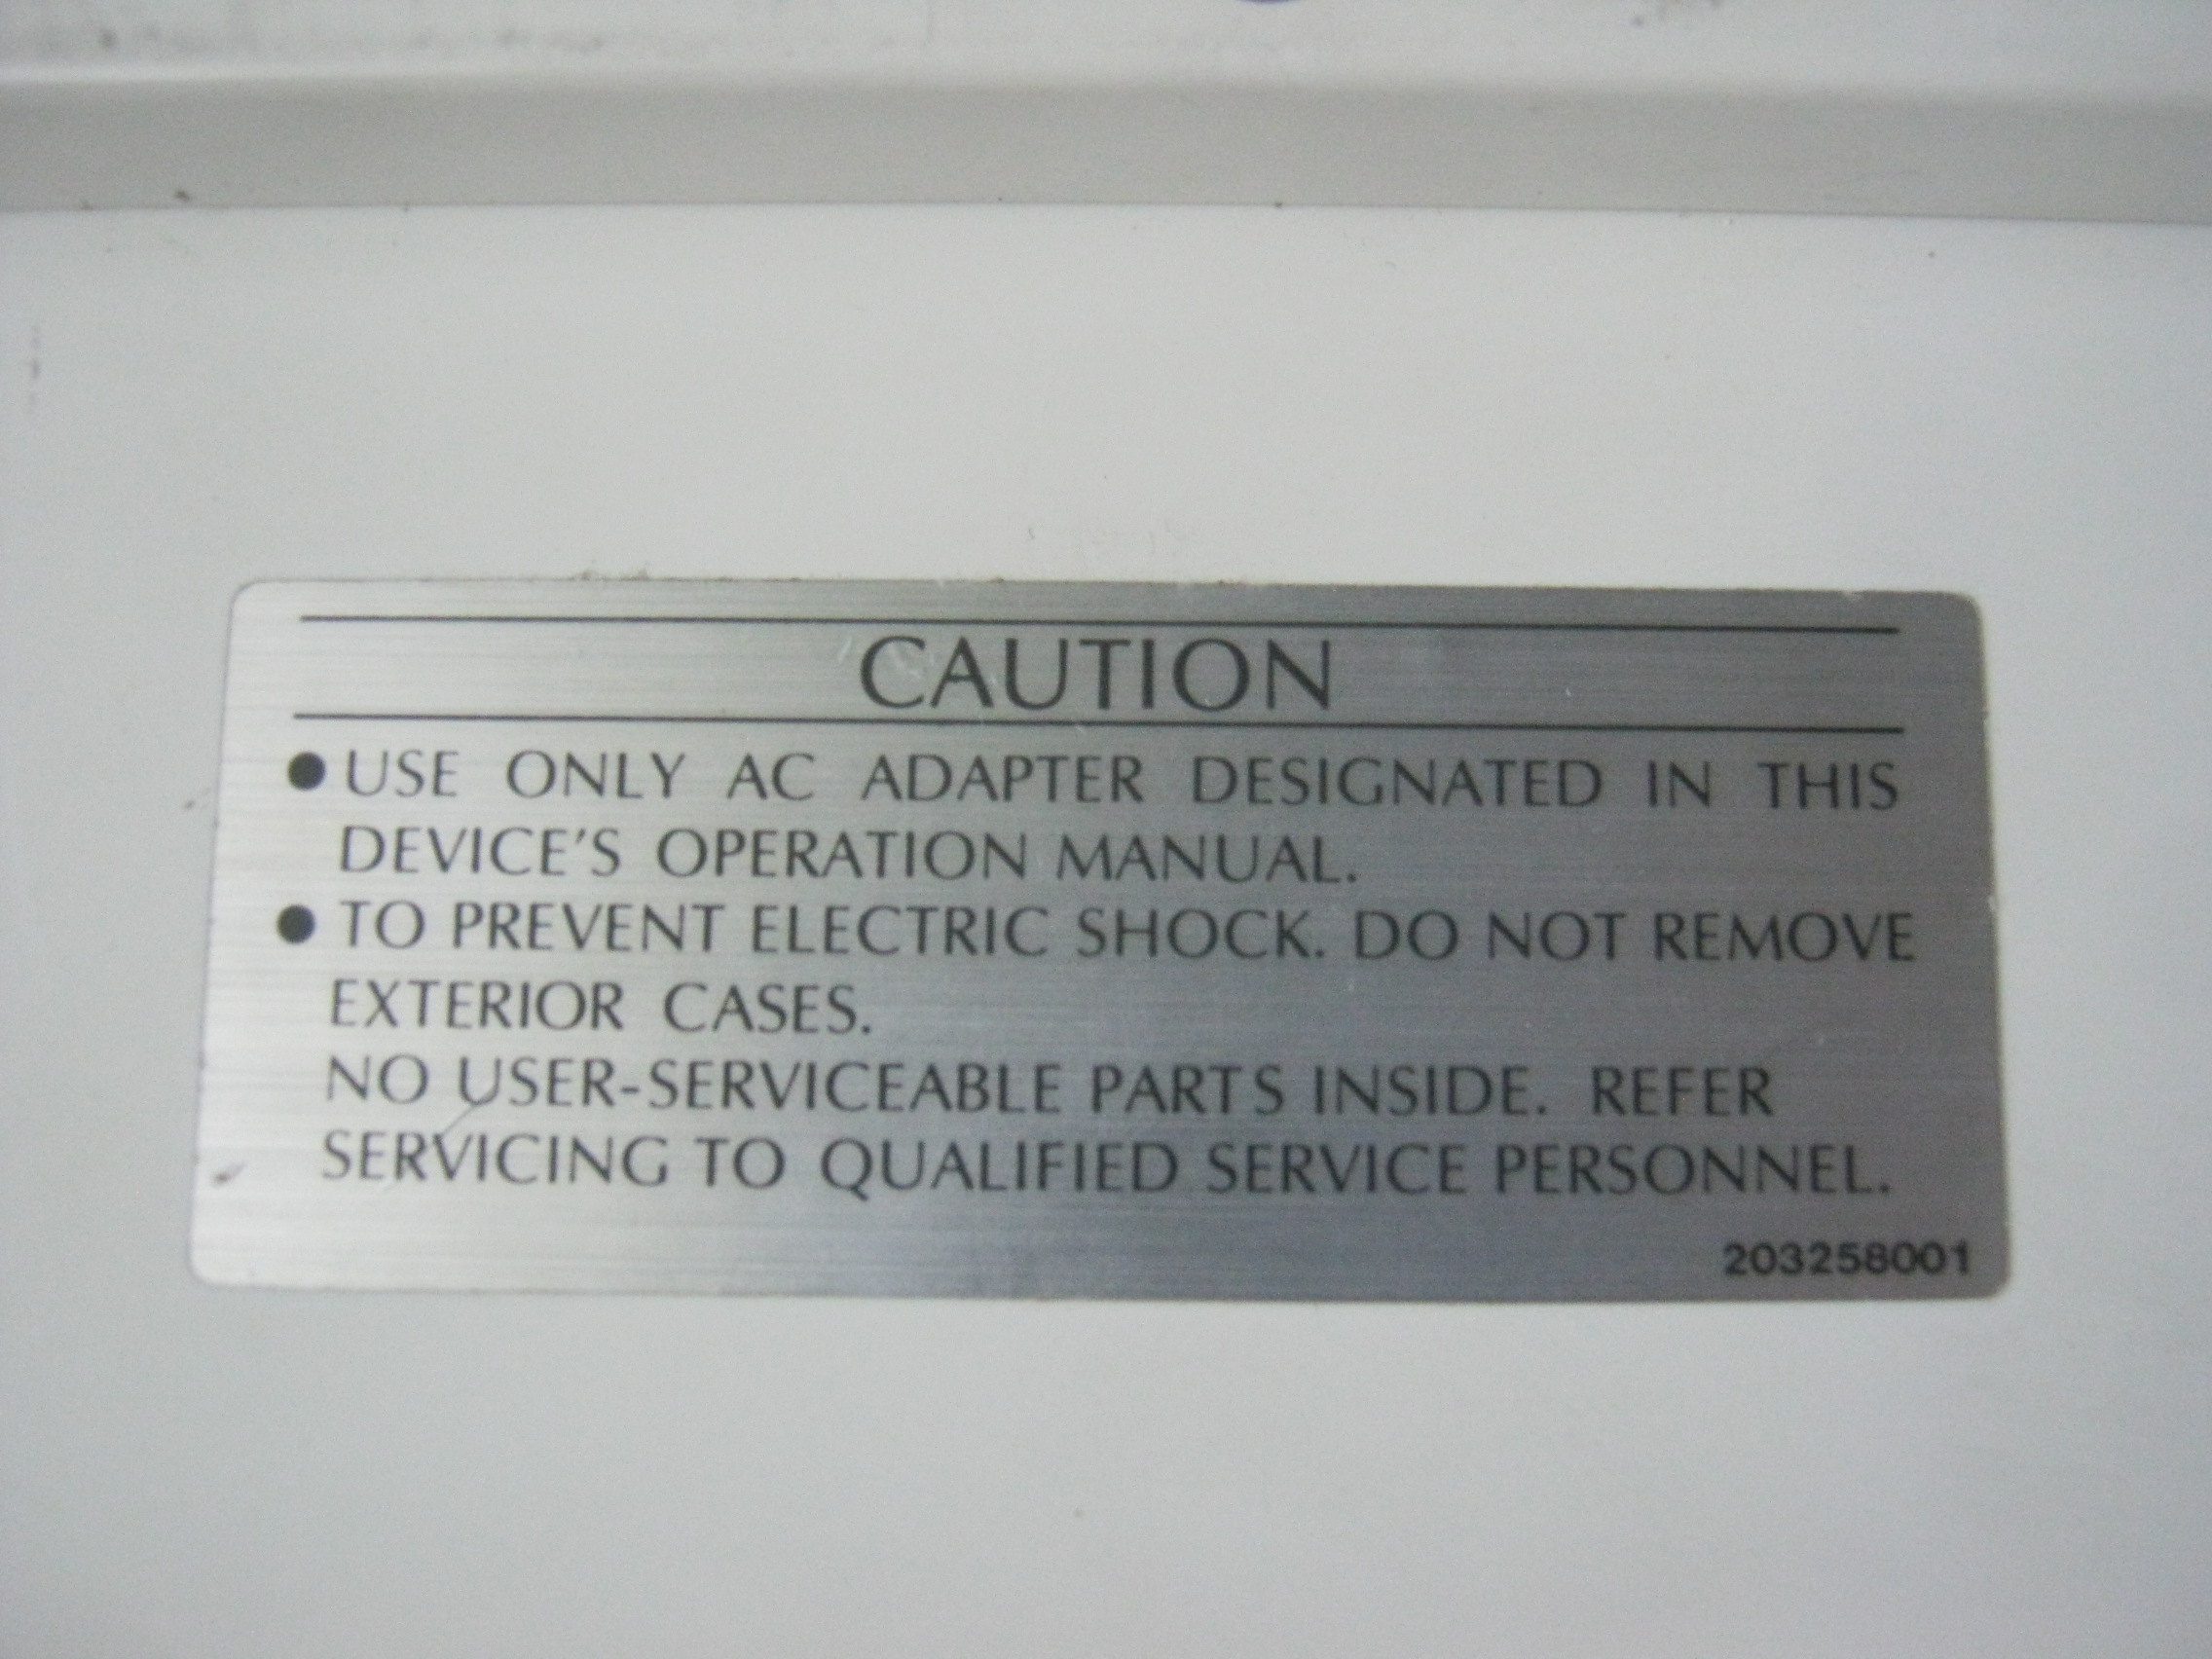 CAUTION
● USE ONLY AC ADAPTER DESIGNATED IN THIS
DEVICE'S OPERATION MANUAL.
● TO PREVENT ELECTRIC SHOCK. DO NOT REMOVE
EXTERIOR CASES.
NO USER-SERVICEABLE PARTS INSIDE. REFER
SERVICING TO QUALIFIED SERVICE PERSONNEL.
203258001